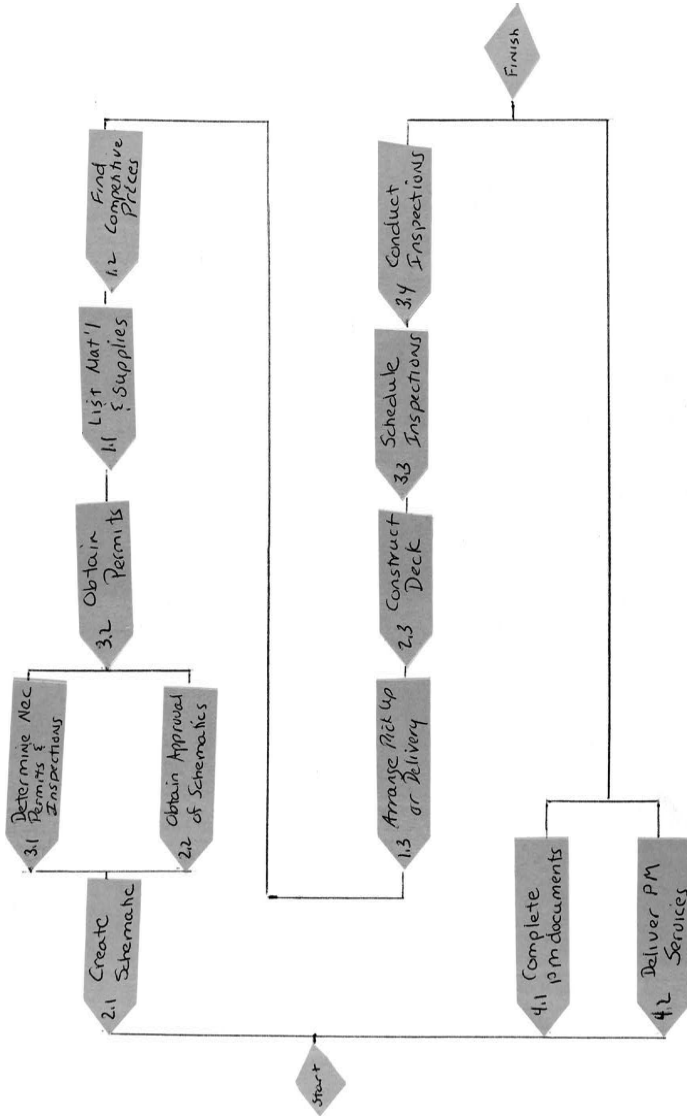 Start
2.1 Create
Schematic
3.1 Determine Nec
Permits &
Inspections
2.2 Obtain Approval
of Schematics
3.2 Obtain
Permits
1.1 List Mat'l
& Supplies
1.2 Find
Competitive
Prices
1.3 Arrange Pick Up
or Delivery
2.3 Construct
Deck
3.3 Schedule
Inspections
3.4 Conduct
Inspections
4.1 Complete
pm documents
4.2 Deliver PM
Services
Finish